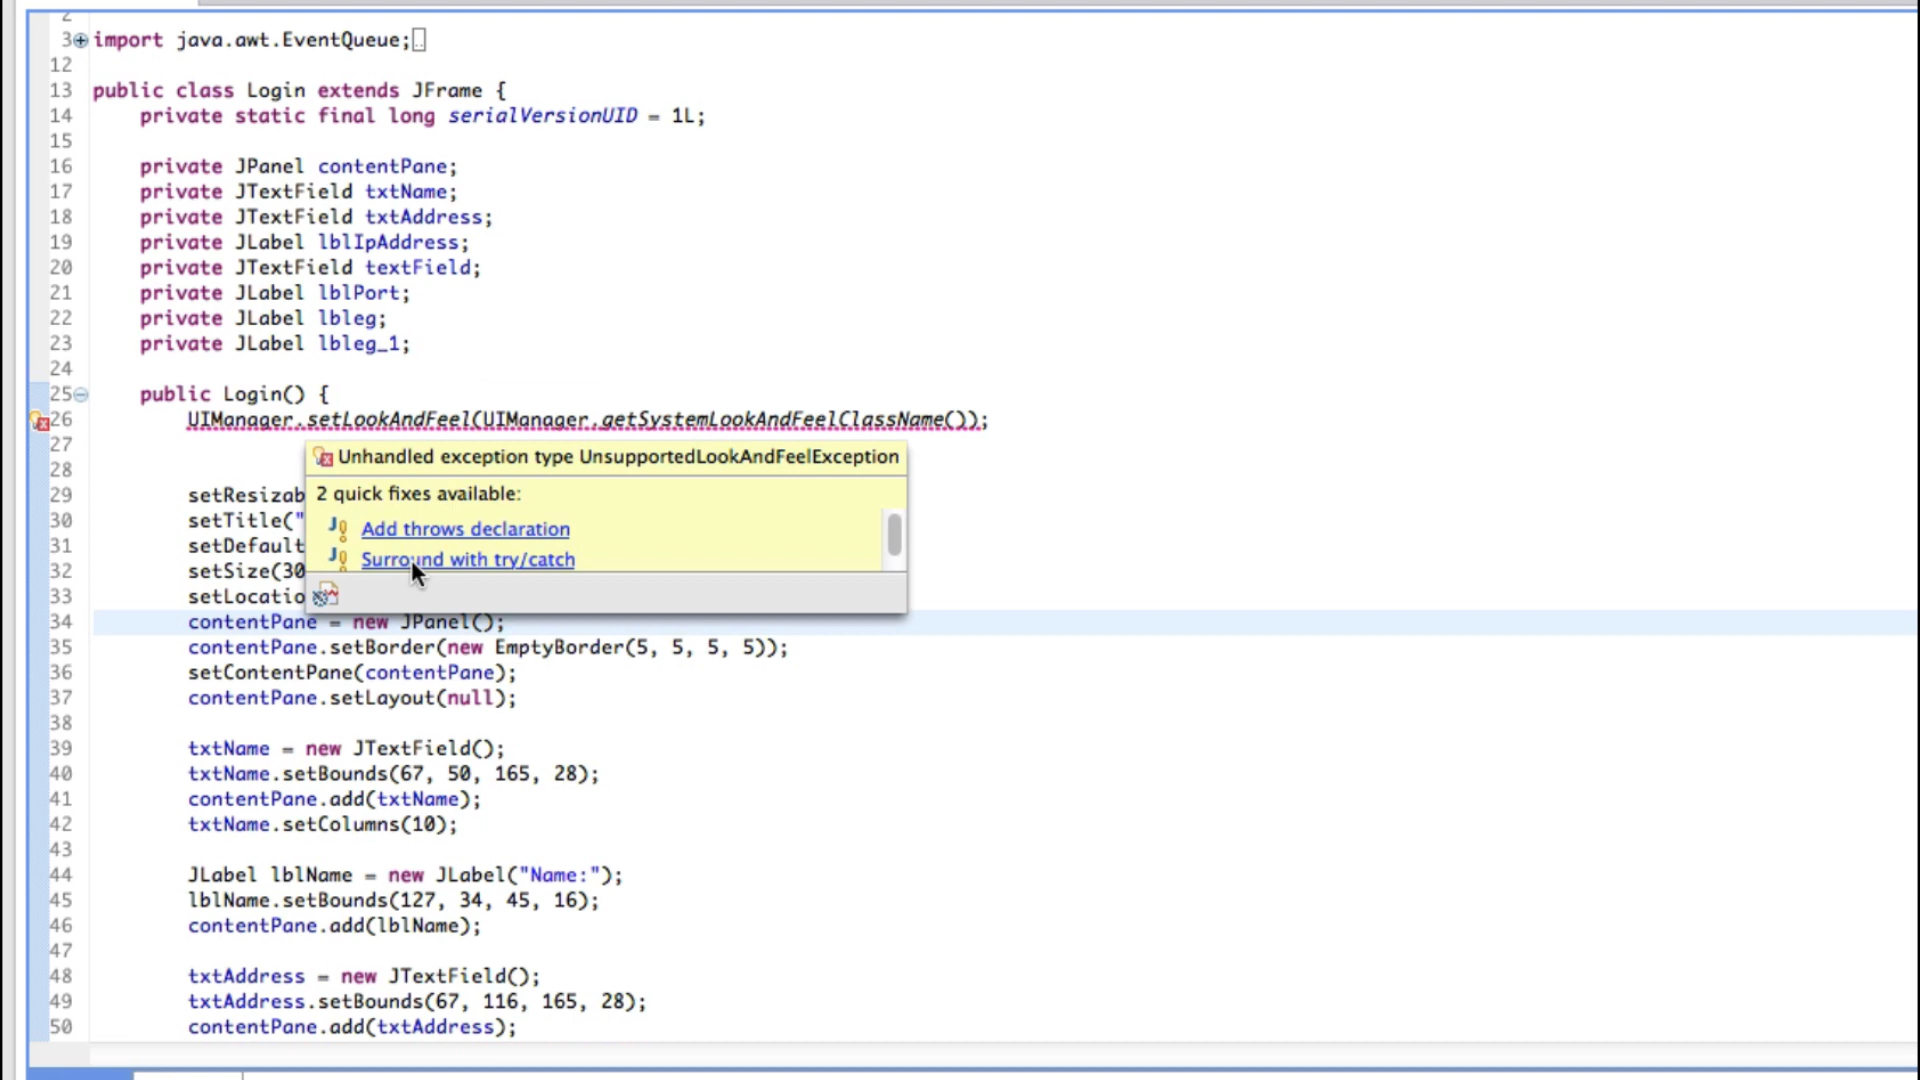 2
3 import java.awt.EventQueue;
12
13 public class Login extends JFrame {
14 private static final long serialVersionUID = 1L;
15
16 private JPanel contentPane;
17 private JTextField txtName;
18 private JTextField txtAddress;
19 private JLabel lblIpAddress;
20 private JTextField textField;
21 private JLabel lblPort;
22 private JLabel lbleg;
23 private JLabel lbleg_1;
24
25 public Login() {
26 UIManager.setLookAndFeel(UIManager.getSystemLookAndFeelClassName());
27
Unhandled exception type UnsupportedLookAndFeelException
28
2 quick fixes available:
29 setResizab
30 setTitle("
Add throws declaration
31 setDefault
Surround with try/catch
32 setSize(30
33 setLocatio
34 contentPane = new JPanel();
35 contentPane.setBorder(new EmptyBorder(5, 5, 5, 5));
36 setContentPane(contentPane);
37 contentPane.setLayout(null);
38
39 txtName = new JTextField();
40 txtName.setBounds(67, 50, 165, 28);
41 contentPane.add(txtName);
42 txtName.setColumns(10);
43
44 JLabel lblName = new JLabel("Name:");
45 lblName.setBounds(127, 34, 45, 16);
46 contentPane.add(lblName);
47
48 txtAddress = new JTextField();
49 txtAddress.setBounds(67, 116, 165, 28);
50 contentPane.add(txtAddress);